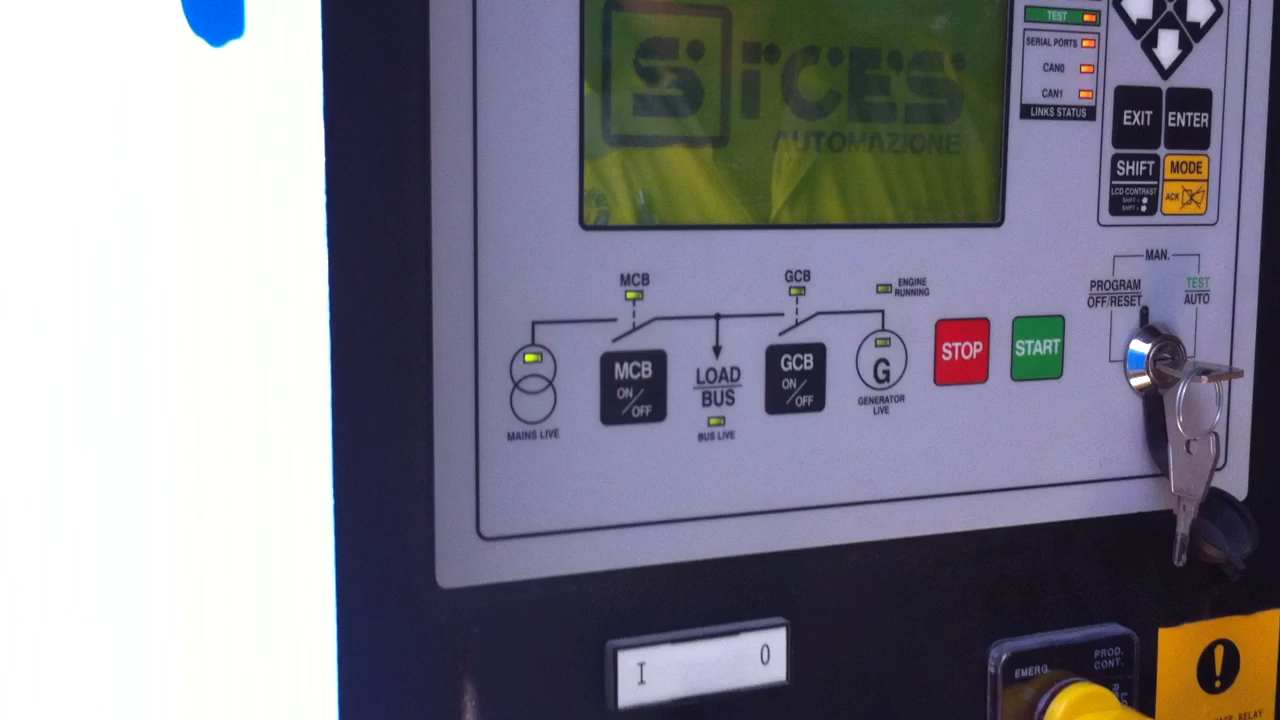 SICES
AUTOMAZIONE
TEST
SERIAL PORTS
CAN0
CAN1
LINKS STATUS
EXIT
ENTER
SHIFT
LCD CONTRAST
SHIFT +
SHIFT +
MODE
ACK
MAN.
PROGRAM
OFF/RESET
TEST
AUTO
MCB
GCB
ENGINE
RUNNING
MCB
ON
OFF
LOAD
BUS
BUS LIVE
GCB
ON
OFF
G
GENERATOR
LIVE
MAINS LIVE
STOP
START
I 0
EMERG.
PROD.
CONT.
!
RELAY